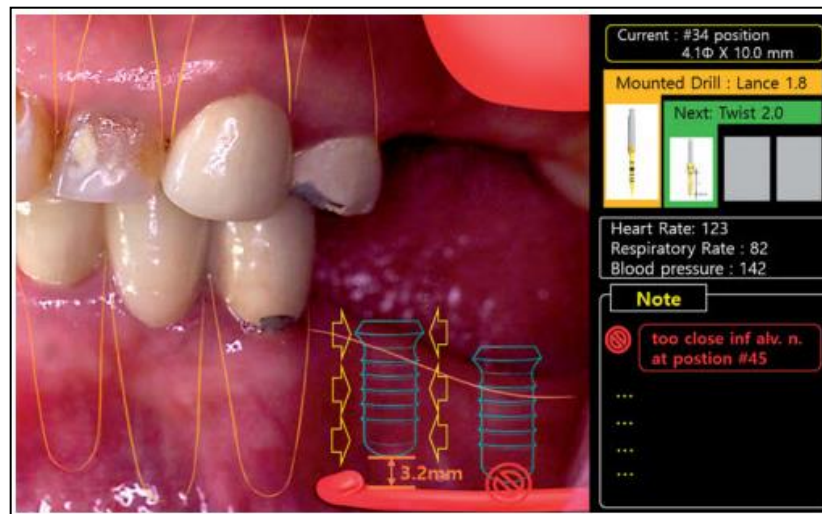 Current : #34 position
4.1Φ X 10.0 mm
Mounted Drill : Lance 1.8
Next: Twist 2.0
Heart Rate: 123
Respiratory Rate : 82
Blood pressure : 142
Note
too close inf alv. n.
at postion #45
...
...
...
...
3.2mm